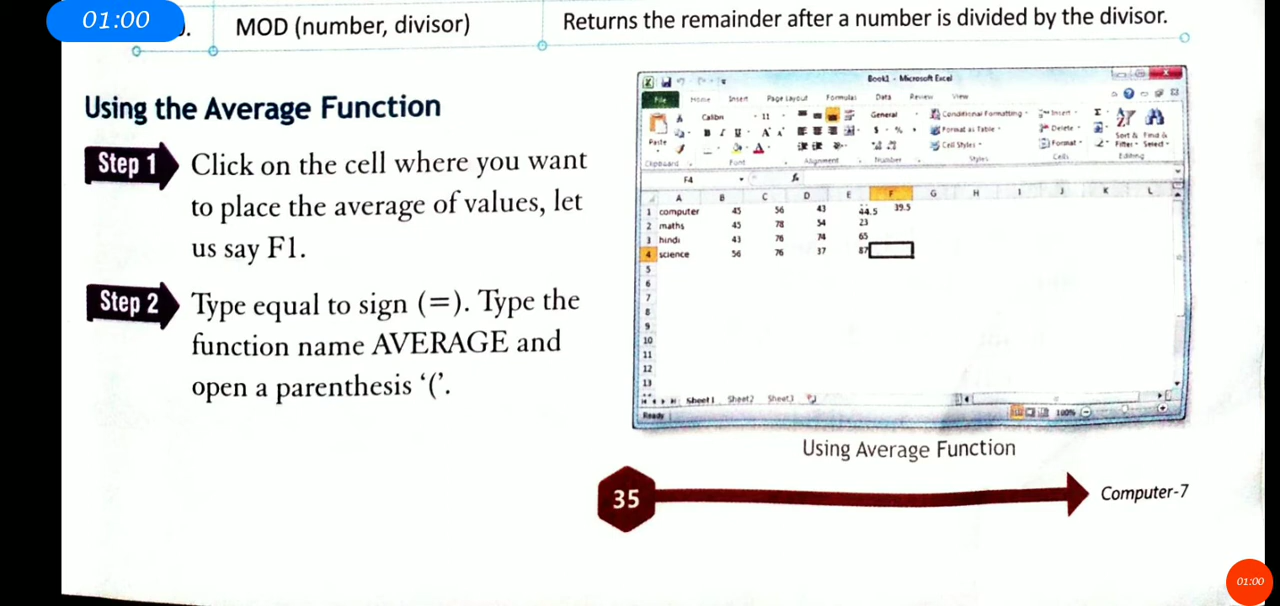 01:00
MOD (number, divisor) Returns the remainder after a number is divided by the divisor.
Using the Average Function
Step 1 Click on the cell where you want
to place the average of values, let
us say F1.
Step 2 Type equal to sign (=). Type the
function name AVERAGE and
open a parenthesis ‘(’.
Book1 - Microsoft Excel
File Home Insert Page Layout Formulas Data Review View
Calibri 11 General Conditional Formatting Insert
Paste B I U $ % Format as Table Delete
Cell Styles Format Sort & Filter Find & Select
Clipboard Font Alignment Number Styles Cells Editing
F4 fx
A B C D E F G H I J K L
1 computer 45 56 43 44.5 39.5
2 maths 45 78 54 23
3 hindi 43 76 74 65
4 science 56 76 37 87
5
6
7
8
9
10
11
12
13
Sheet1 Sheet2 Sheet3
Ready 100%
Using Average Function
35 Computer-7
01:00